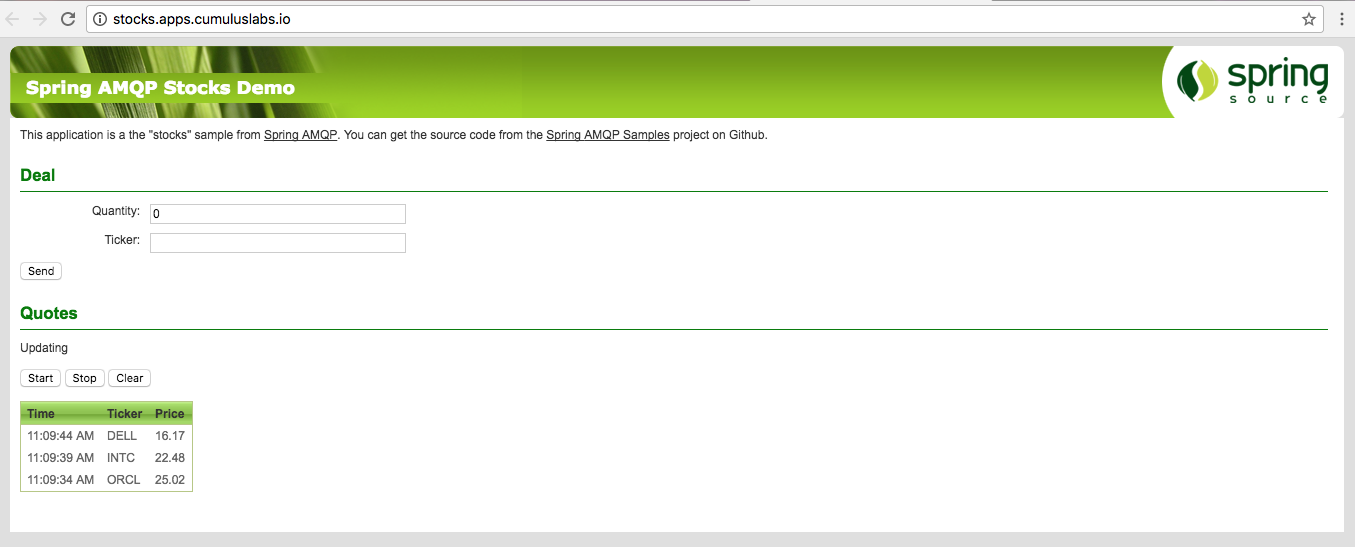 stocks.apps.cumuluslabs.io
Spring AMQP Stocks Demo
spring
source
This application is a the "stocks" sample from Spring AMQP. You can get the source code from the Spring AMQP Samples project on Github.
Deal
Quantity: 0
Ticker:
Send
Quotes
Updating
Start Stop Clear
Time Ticker Price
11:09:44 AM DELL 16.17
11:09:39 AM INTC 22.48
11:09:34 AM ORCL 25.02